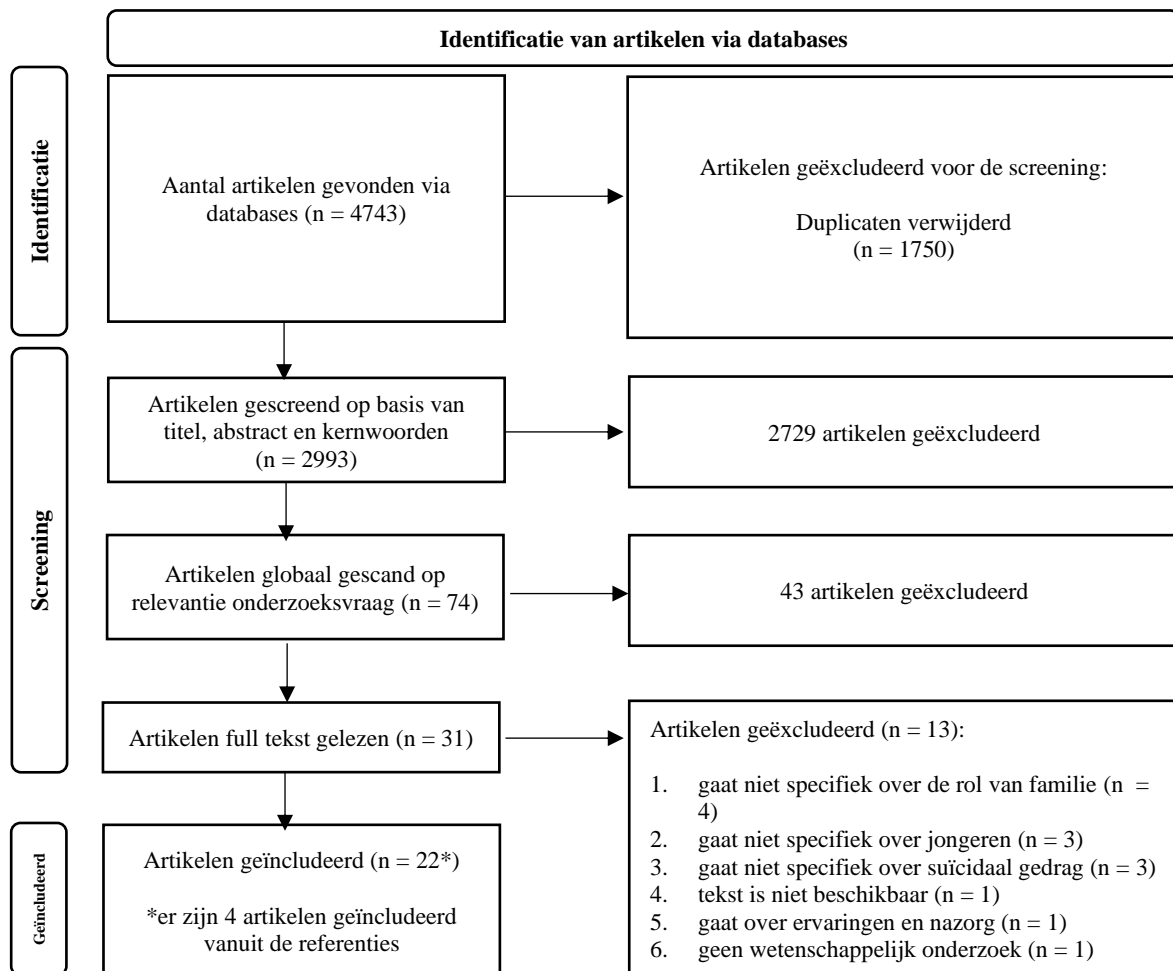 Identificatie van artikelen via databases
Identificatie
Aantal artikelen gevonden via
databases (n = 4743)
Artikelen geëxcludeerd voor de screening:
Duplicaten verwijderd
(n = 1750)
Screening
Artikelen gescreend op basis van
titel, abstract en kernwoorden
(n = 2993)
2729 artikelen geëxcludeerd
Artikelen globaal gescand op
relevantie onderzoeksvraag (n = 74)
43 artikelen geëxcludeerd
Artikelen full tekst gelezen (n = 31)
Artikelen geëxcludeerd (n = 13):
1. gaat niet specifiek over de rol van familie (n =
4)
2. gaat niet specifiek over jongeren (n = 3)
3. gaat niet specifiek over suïcidaal gedrag (n = 3)
4. tekst is niet beschikbaar (n = 1)
5. gaat over ervaringen en nazorg (n = 1)
6. geen wetenschappelijk onderzoek (n = 1)
Geïncludeerd
Artikelen geïncludeerd (n = 22*)
*er zijn 4 artikelen geïncludeerd
vanuit de referenties